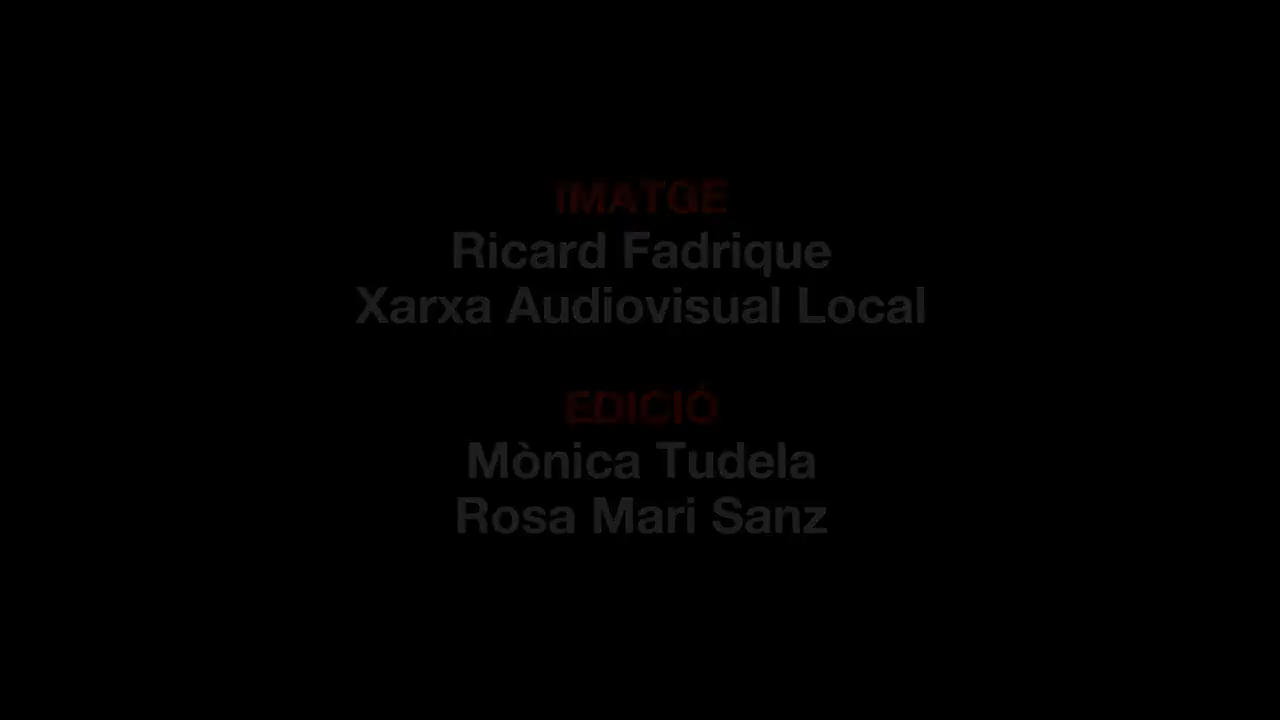 IMATGE
Ricard Fadrique
Xarxa Audiovisual Local
EDICIÓ
Mònica Tudela
Rosa Mari Sanz